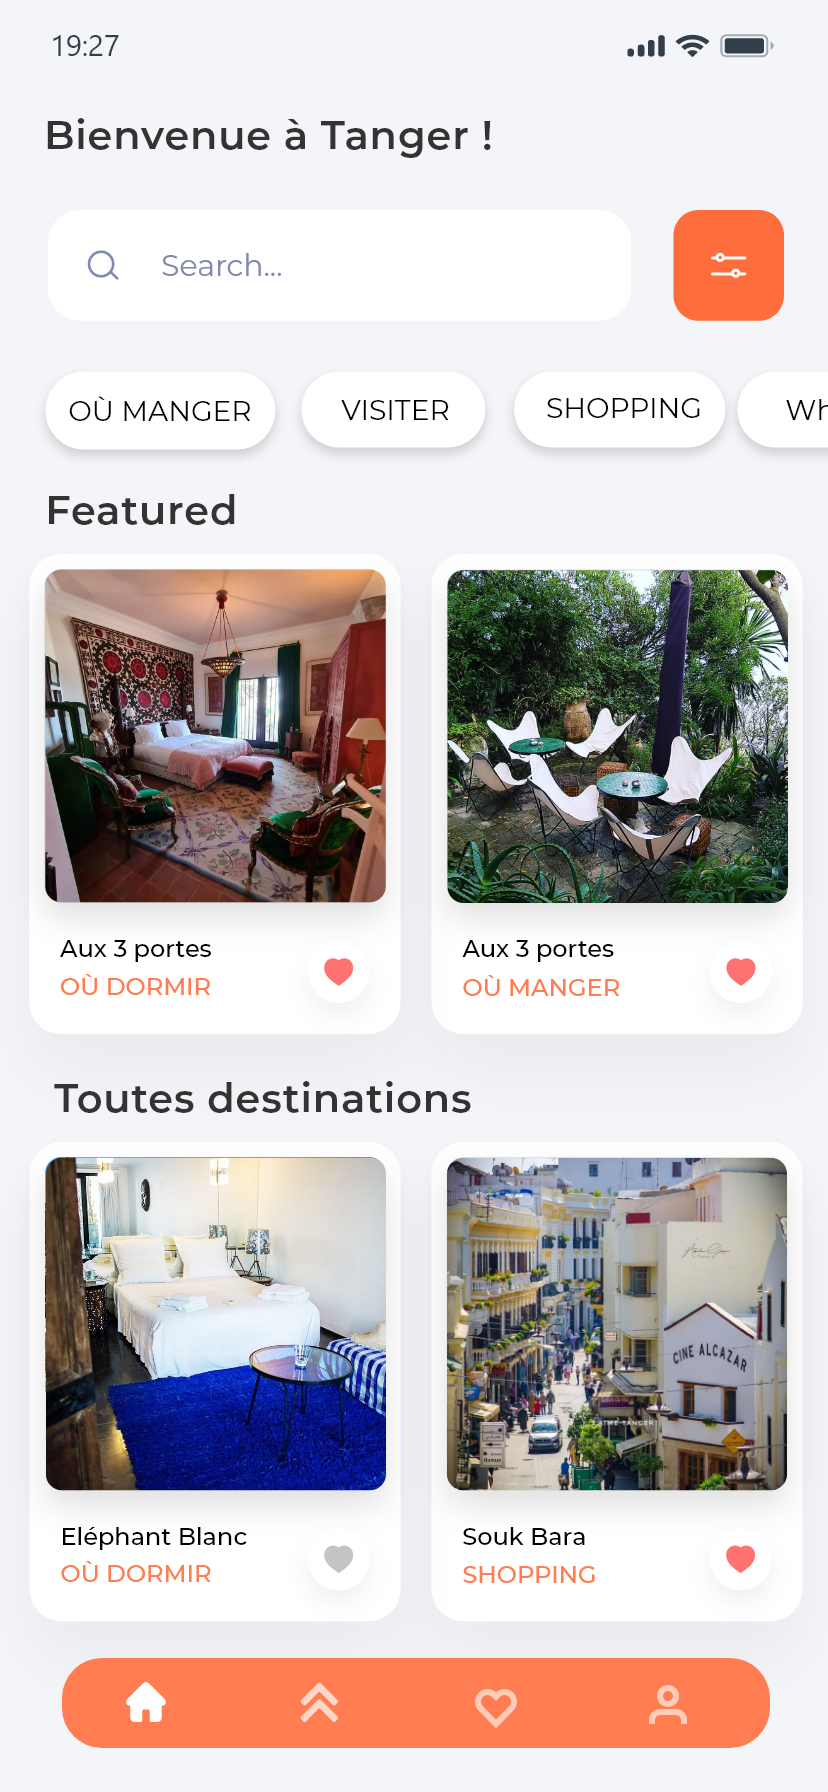 19:27
Bienvenue à Tanger !
Search...
OÙ MANGER
VISITER
SHOPPING
Wh
Featured
Aux 3 portes
OÙ DORMIR
Aux 3 portes
OÙ MANGER
Toutes destinations
CINE ALCAZAR
Eléphant Blanc
OÙ DORMIR
Souk Bara
SHOPPING